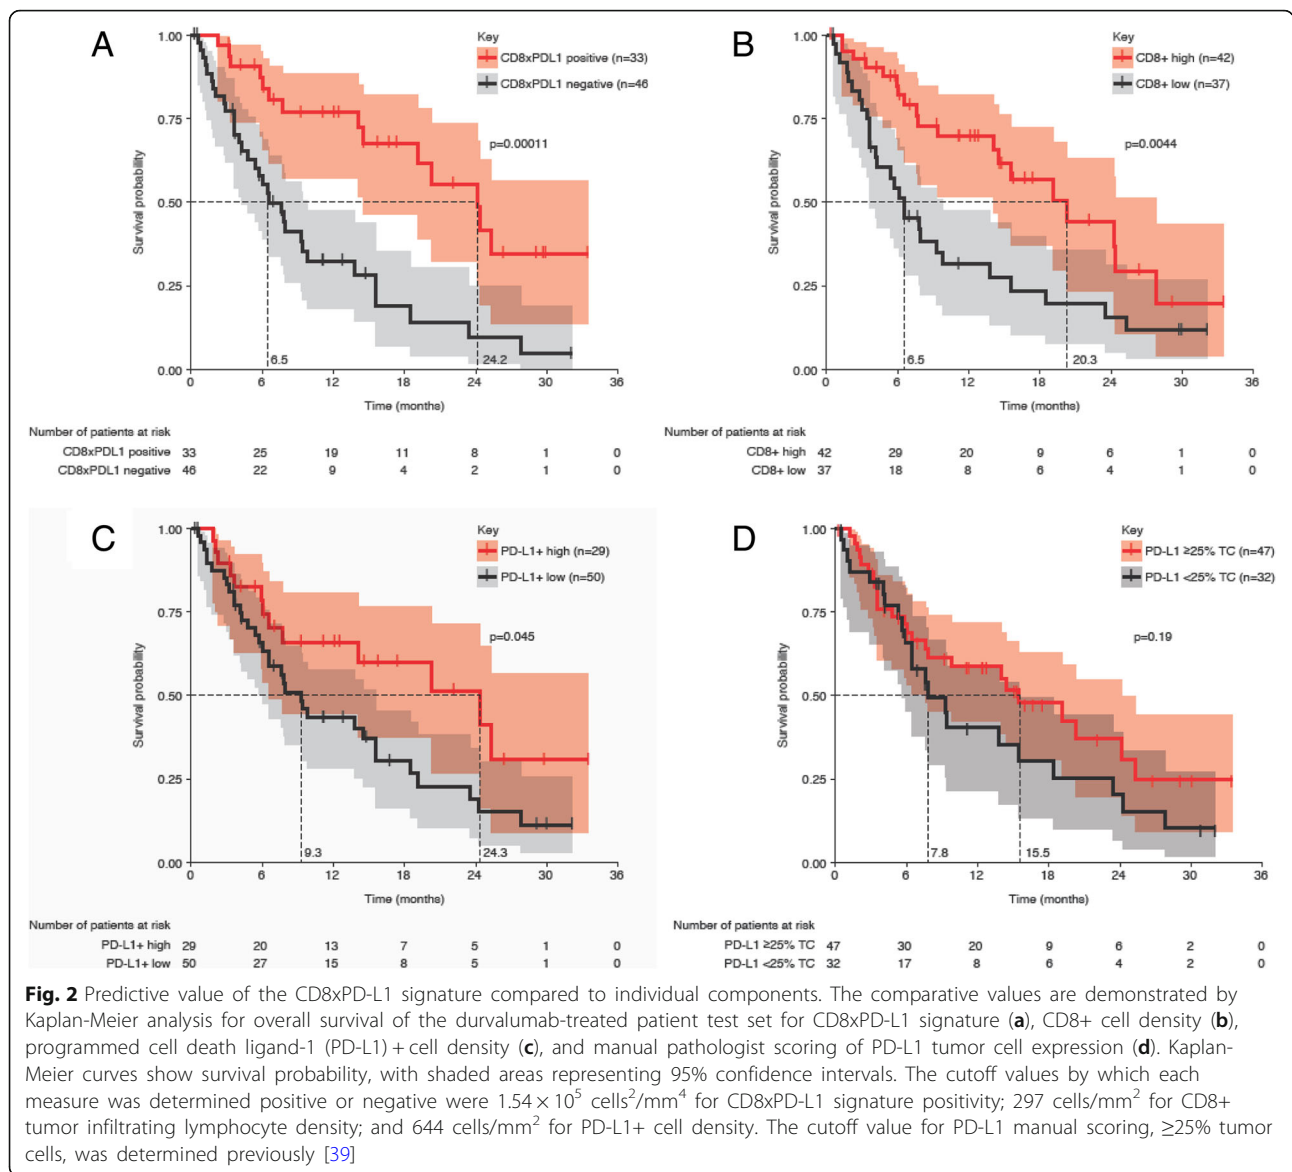 A
Key
CD8xPDL1 positive (n=33)
CD8xPDL1 negative (n=46
p=0.00011
Survival probability
1.00
0.75
0.50
0.25
0.00
6.5
24.2
0 6 12 18 24 30 36
Time (months)
Number of patients at risk
CD8xPDL1 positive 33 25 19 11 8 1 0
CD8xPDL1 negative 46 22 9 4 2 1 0
B
Key
CD8+ high (n=42)
CD8+ low (n=37)
p=0.0044
Survival probability
1.00
0.75
0.50
0.25
0.00
6.5
20.3
0 6 12 18 24 30 36
Time (months)
Number of patients at risk
CD8+ high 42 29 20 9 6 1 0
CD8+ low 37 18 8 6 4 1 0
C
Key
PD-L1+ high (n=29)
PD-L1+ low (n=50)
p=0.045
Survival probability
1.00
0.75
0.50
0.25
0.00
9.3
24.3
0 6 12 18 24 30 36
Time (months)
Number of patients at risk
PD-L1+ high 29 20 13 7 5 1 0
PD-L1+ low 50 27 15 8 5 1 0
D
Key
PD-L1 ≥25% TC (n=47)
PD-L1 <25% TC (n=32)
p=0.19
Survival probability
1.00
0.75
0.50
0.25
0.00
7.8
15.5
0 6 12 18 24 30 36
Time (months)
Number of patients at risk
PD-L1 ≥25% TC 47 30 20 9 6 2 0
PD-L1 <25% TC 32 17 8 6 4 2 0
Fig. 2 Predictive value of the CD8xPD-L1 signature compared to individual components. The comparative values are demonstrated by
Kaplan-Meier analysis for overall survival of the durvalumab-treated patient test set for CD8xPD-L1 signature (a), CD8+ cell density (b),
programmed cell death ligand-1 (PD-L1) + cell density (c), and manual pathologist scoring of PD-L1 tumor cell expression (d). Kaplan-
Meier curves show survival probability, with shaded areas representing 95% confidence intervals. The cutoff values by which each
measure was determined positive or negative were 1.54 × 10⁵ cells²/mm⁴ for CD8xPD-L1 signature positivity; 297 cells/mm² for CD8+
tumor infiltrating lymphocyte density; and 644 cells/mm² for PD-L1+ cell density. The cutoff value for PD-L1 manual scoring, ≥25% tumor
cells, was determined previously [39]